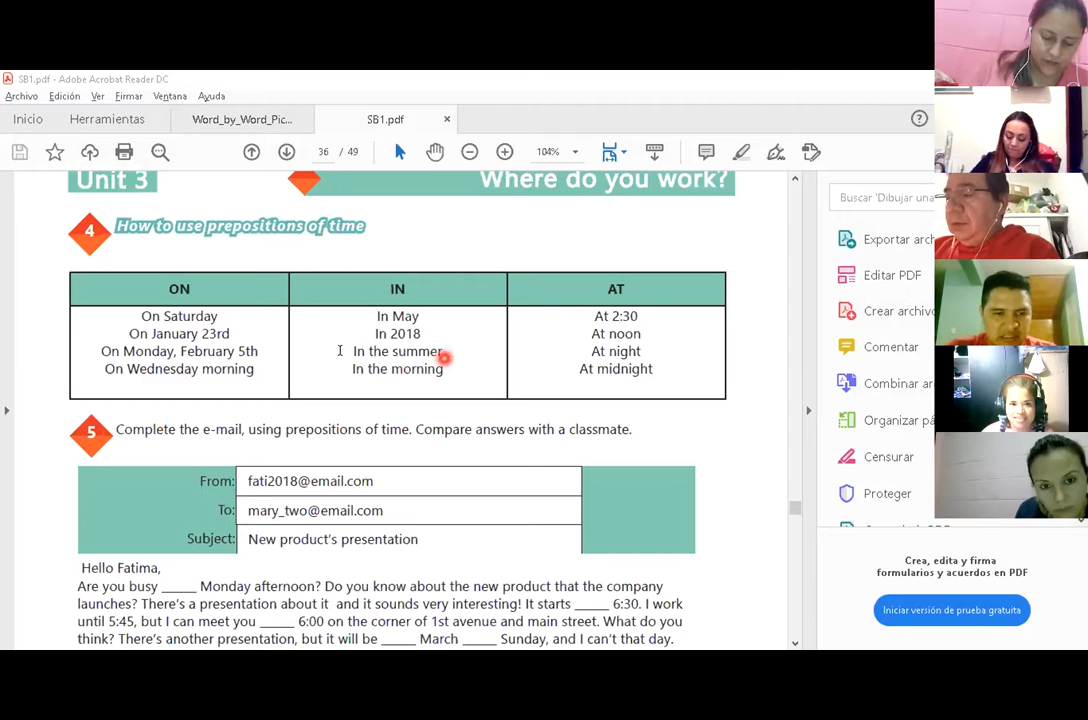 SB1.pdf - Adobe Acrobat Reader DC
Archivo Edición Ver Firmar Ventana Ayuda
Inicio Herramientas Word_by_Word_Pic... SB1.pdf ×
36 / 49 104%
Unit 3 Where do you work?
4 How to use prepositions of time
ON IN AT
On Saturday In May At 2:30
On January 23rd In 2018 At noon
On Monday, February 5th In the summer At night
On Wednesday morning In the morning At midnight
5 Complete the e-mail, using prepositions of time. Compare answers with a classmate.
From: fati2018@email.com
To: mary_two@email.com
Subject: New product's presentation
Hello Fatima,
Are you busy _____ Monday afternoon? Do you know about the new product that the company
launches? There's a presentation about it and it sounds very interesting! It starts _____ 6:30. I work
until 5:45, but I can meet you _____ 6:00 on the corner of 1st avenue and main street. What do you
think? There's another presentation, but it will be _____ March _____ Sunday, and I can't that day.
Buscar 'Dibujar una
Exportar arch
Editar PDF
Crear archivo
Comentar
Combinar ar
Organizar pá
Censurar
Proteger
Crea, edita y firma
formularios y acuerdos en PDF
Iniciar versión de prueba gratuita